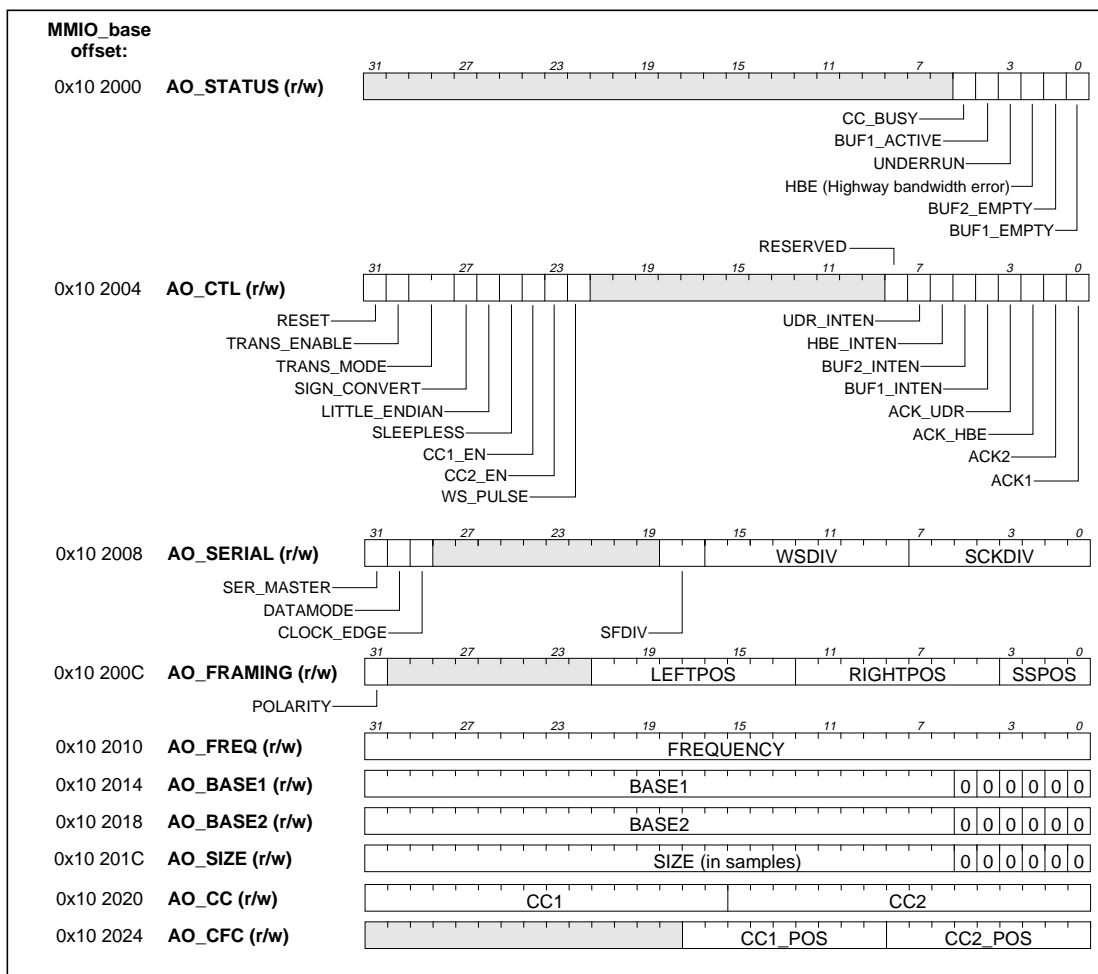 MMIO_base
offset:
31 27 23 19 15 11 7 3 0
0x10 2000 AO_STATUS (r/w)
CC_BUSY
BUF1_ACTIVE
UNDERRUN
HBE (Highway bandwidth error)
BUF2_EMPTY
BUF1_EMPTY
RESERVED
31 27 23 19 15 11 7 3 0
0x10 2004 AO_CTL (r/w)
RESET UDR_INTEN
TRANS_ENABLE HBE_INTEN
TRANS_MODE BUF2_INTEN
SIGN_CONVERT BUF1_INTEN
LITTLE_ENDIAN ACK_UDR
SLEEPLESS ACK_HBE
CC1_EN ACK2
CC2_EN ACK1
WS_PULSE
31 27 23 19 15 11 7 3 0
0x10 2008 AO_SERIAL (r/w) WSDIV SCKDIV
SER_MASTER
DATAMODE
CLOCK_EDGE SFDIV
31 27 23 19 15 11 7 3 0
0x10 200C AO_FRAMING (r/w) LEFTPOS RIGHTPOS SSPOS
POLARITY
31 27 23 19 15 11 7 3 0
0x10 2010 AO_FREQ (r/w) FREQUENCY
0x10 2014 AO_BASE1 (r/w) BASE1 0 0 0 0 0 0
0x10 2018 AO_BASE2 (r/w) BASE2 0 0 0 0 0 0
0x10 201C AO_SIZE (r/w) SIZE (in samples) 0 0 0 0 0 0
0x10 2020 AO_CC (r/w) CC1 CC2
0x10 2024 AO_CFC (r/w) CC1_POS CC2_POS